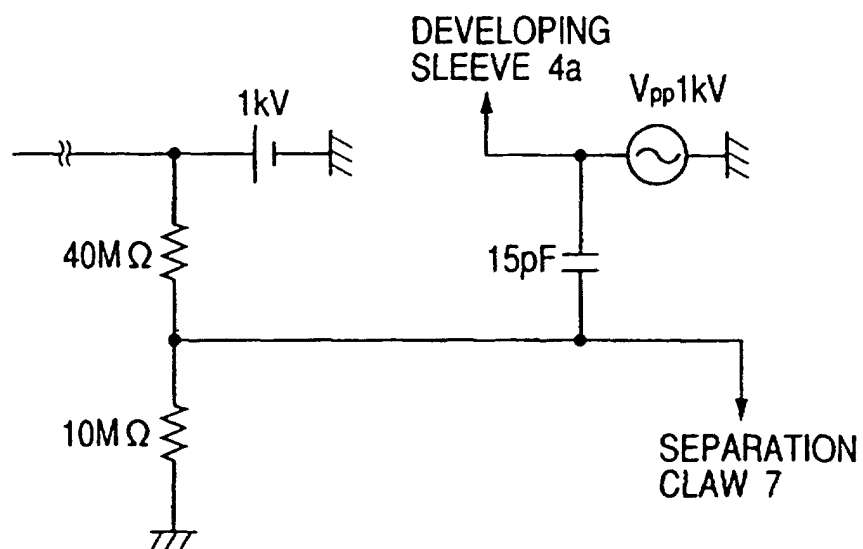 DEVELOPING
SLEEVE 4a
1kV
Vpp1kV
40MΩ
15pF
10MΩ
SEPARATION
CLAW 7